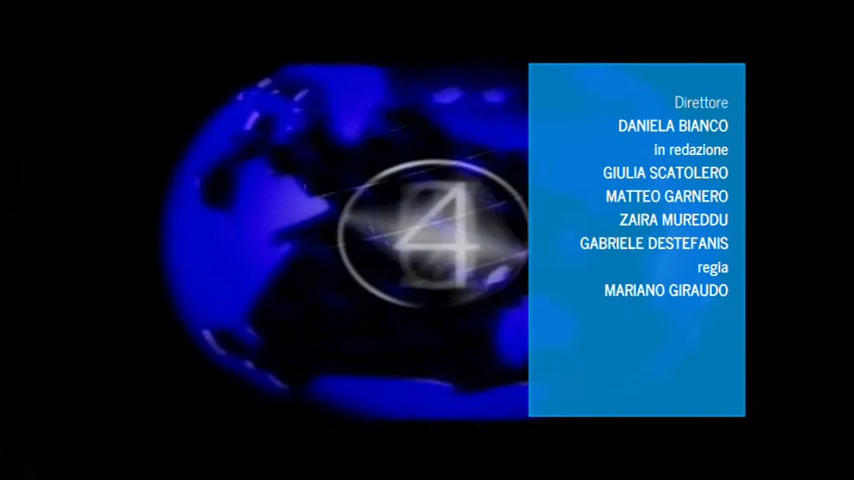 4
Direttore
DANIELA BIANCO
in redazione
GIULIA SCATOLERO
MATTEO GARNERO
ZAIRA MUREDDU
GABRIELE DESTEFANIS
regia
MARIANO GIRAUDO